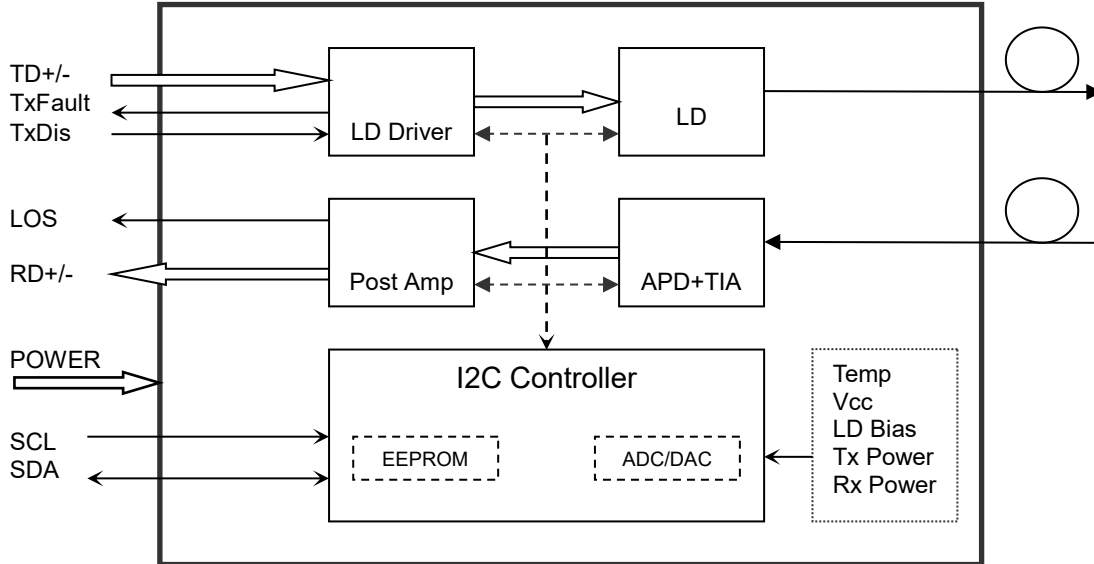 TD+/-
TxFault
TxDis
LD Driver
LD
LOS
RD+/-
Post Amp
APD+TIA
POWER
SCL
SDA
I2C Controller
EEPROM
ADC/DAC
Temp
Vcc
LD Bias
Tx Power
Rx Power